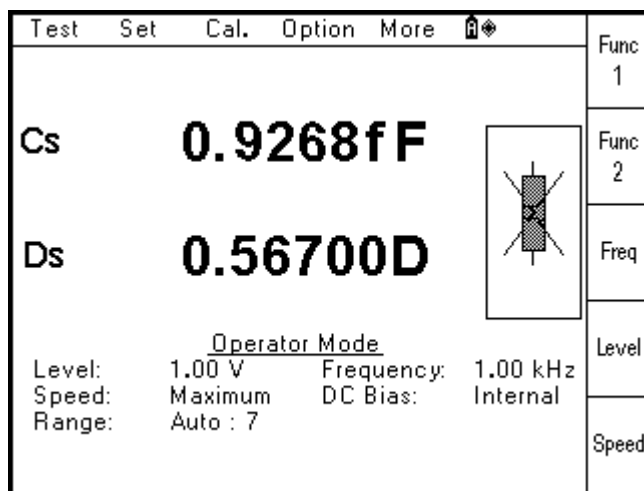 Test Set Cal. Option More
Func 1
Cs 0.9268fF
Func 2
Ds 0.56700D
Freq
Operator Mode
Level: 1.00 V Frequency: 1.00 kHz
Speed: Maximum DC Bias: Internal
Range: Auto : 7
Level
Speed